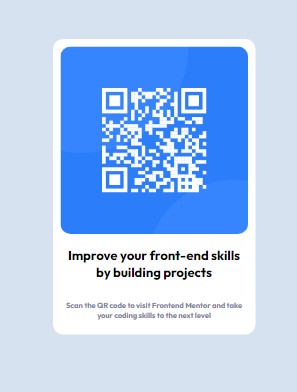 Improve your front-end skills
by building projects
Scan the QR code to visit Frontend Mentor and take
your coding skills to the next level